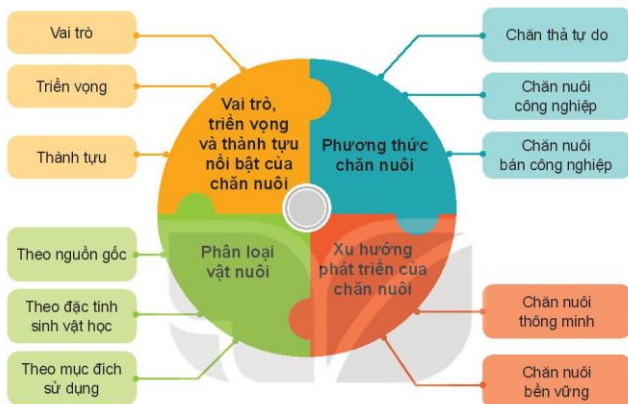 Vai trò
Triển vọng
Thành tựu
Vai trò,
triển vọng
và thành tựu
nổi bật của
chăn nuôi
Phương thức
chăn nuôi
Chăn thả tự do
Chăn nuôi
công nghiệp
Chăn nuôi
bán công nghiệp
Theo nguồn gốc
Theo đặc tính
sinh vật học
Theo mục đích
sử dụng
Phân loại
vật nuôi
Xu hướng
phát triển của
chăn nuôi
Chăn nuôi
thông minh
Chăn nuôi
bền vững